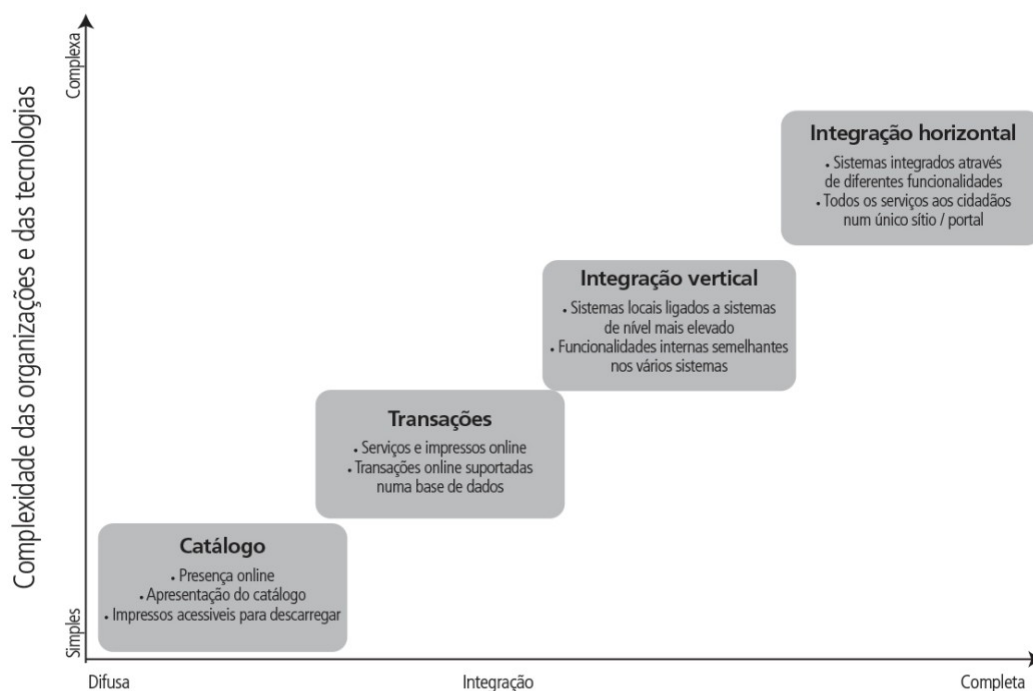 Complexidade das organizações e das tecnologias
Complexa
Simples
Integração horizontal
• Sistemas integrados através
de diferentes funcionalidades
• Todos os serviços aos cidadãos
num único sítio / portal
Integração vertical
• Sistemas locais ligados a sistemas
de nível mais elevado
• Funcionalidades internas semelhantes
nos vários sistemas
Transações
• Serviços e impressos online
• Transações online suportadas
numa base de dados
Catálogo
• Presença online
• Apresentação do catálogo
• Impressos acessiveis para descarregar
Difusa
Integração
Completa